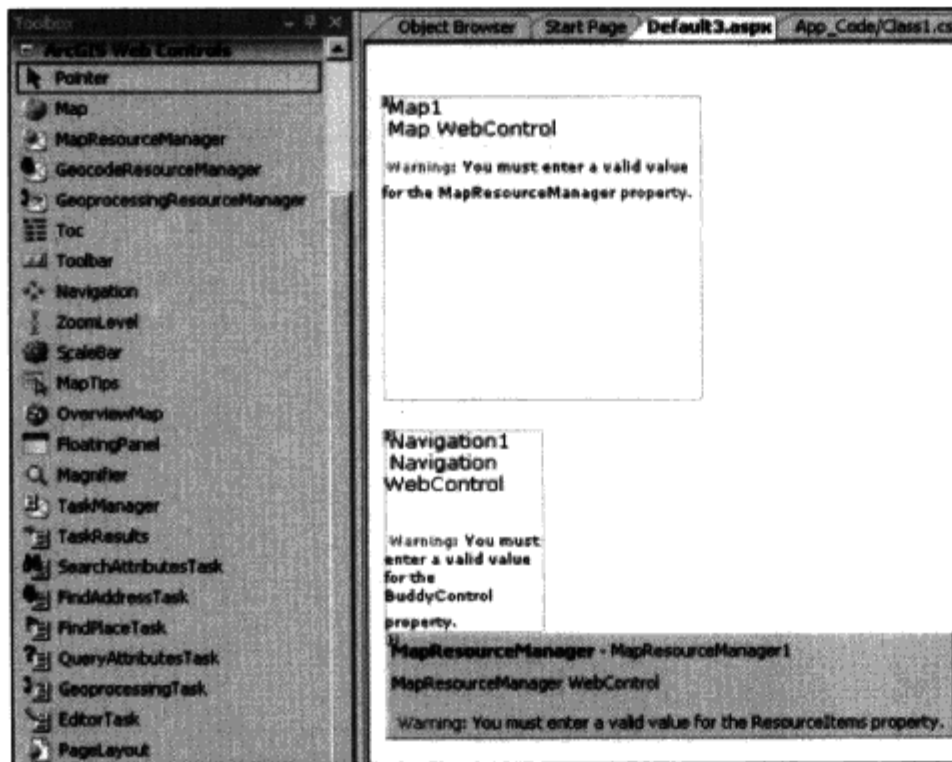 Toolbox
ArcGIS Web Controls
Pointer
Map
MapResourceManager
GeocodeResourceManager
GeoprocessingResourceManager
Toc
Toolbar
Navigation
ZoomLevel
ScaleBar
MapTips
OverviewMap
FloatingPanel
Magnifier
TaskManager
TaskResults
SearchAttributesTask
FindAddressTask
FindPlaceTask
QueryAttributesTask
GeoprocessingTask
EditorTask
PageLayout
Object Browser Start Page Default3.aspx App_Code/Class1.cs
Map1
Map WebControl
Warning: You must enter a valid value
for the MapResourceManager property.
Navigation1
Navigation
WebControl
Warning: You must
enter a valid value
for the
BuddyControl
property.
MapResourceManager - MapResourceManager1
MapResourceManager WebControl
Warning: You must enter a valid value for the ResourceItems property.